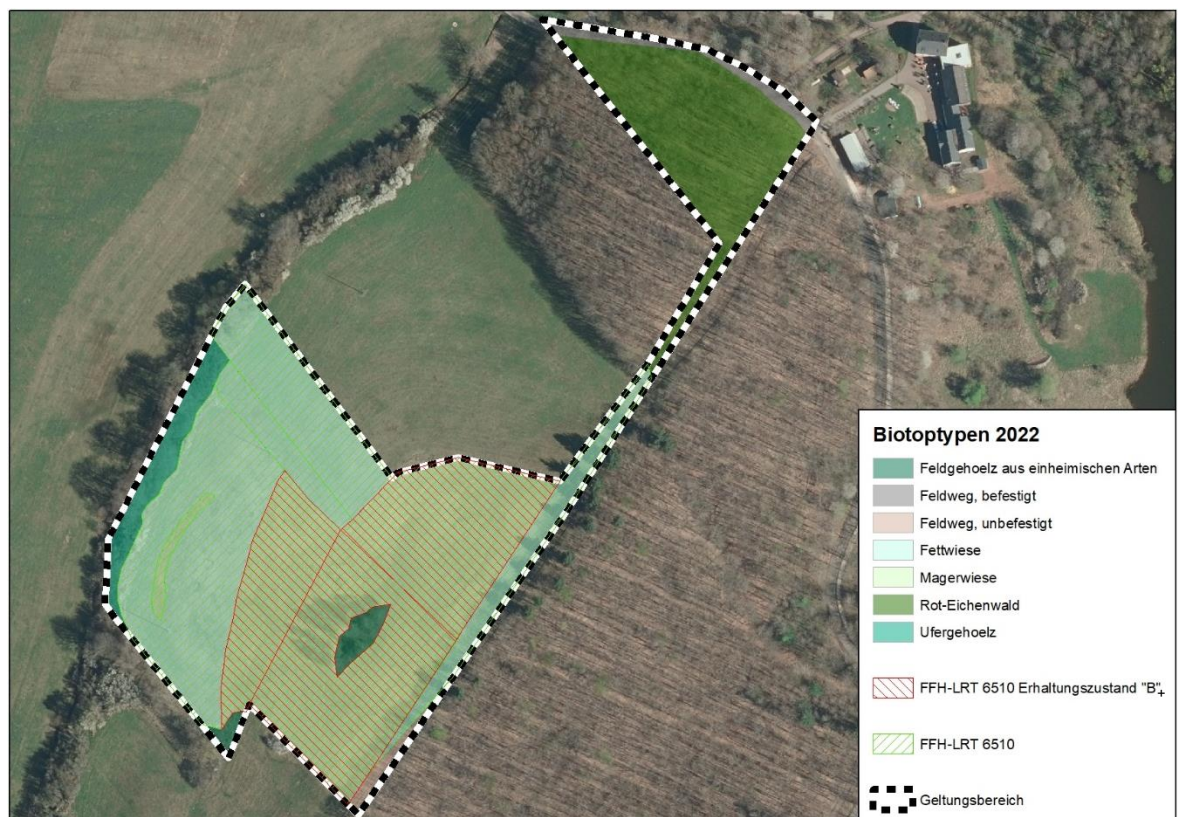 Biotoptypen 2022
Feldgehoelz aus einheimischen Arten
Feldweg, befestigt
Feldweg, unbefestigt
Fettwiese
Magerwiese
Rot-Eichenwald
Ufergehoelz
FFH-LRT 6510 Erhaltungszustand "B"+
FFH-LRT 6510
Geltungsbereich